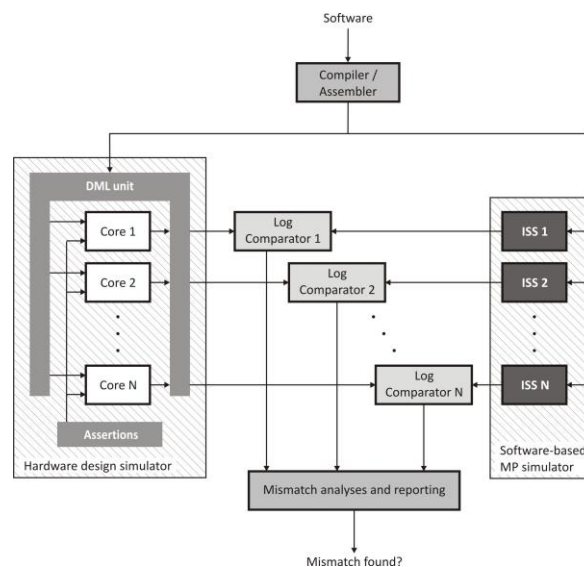 Software
Compiler /
Assembler
DML unit
Core 1
Log
Comparator 1
ISS 1
Core 2
Log
Comparator 2
ISS 2
Core N
Log
Comparator N
ISS N
Assertions
Hardware design simulator
Software-based
MP simulator
Mismatch analyses and reporting
Mismatch found?